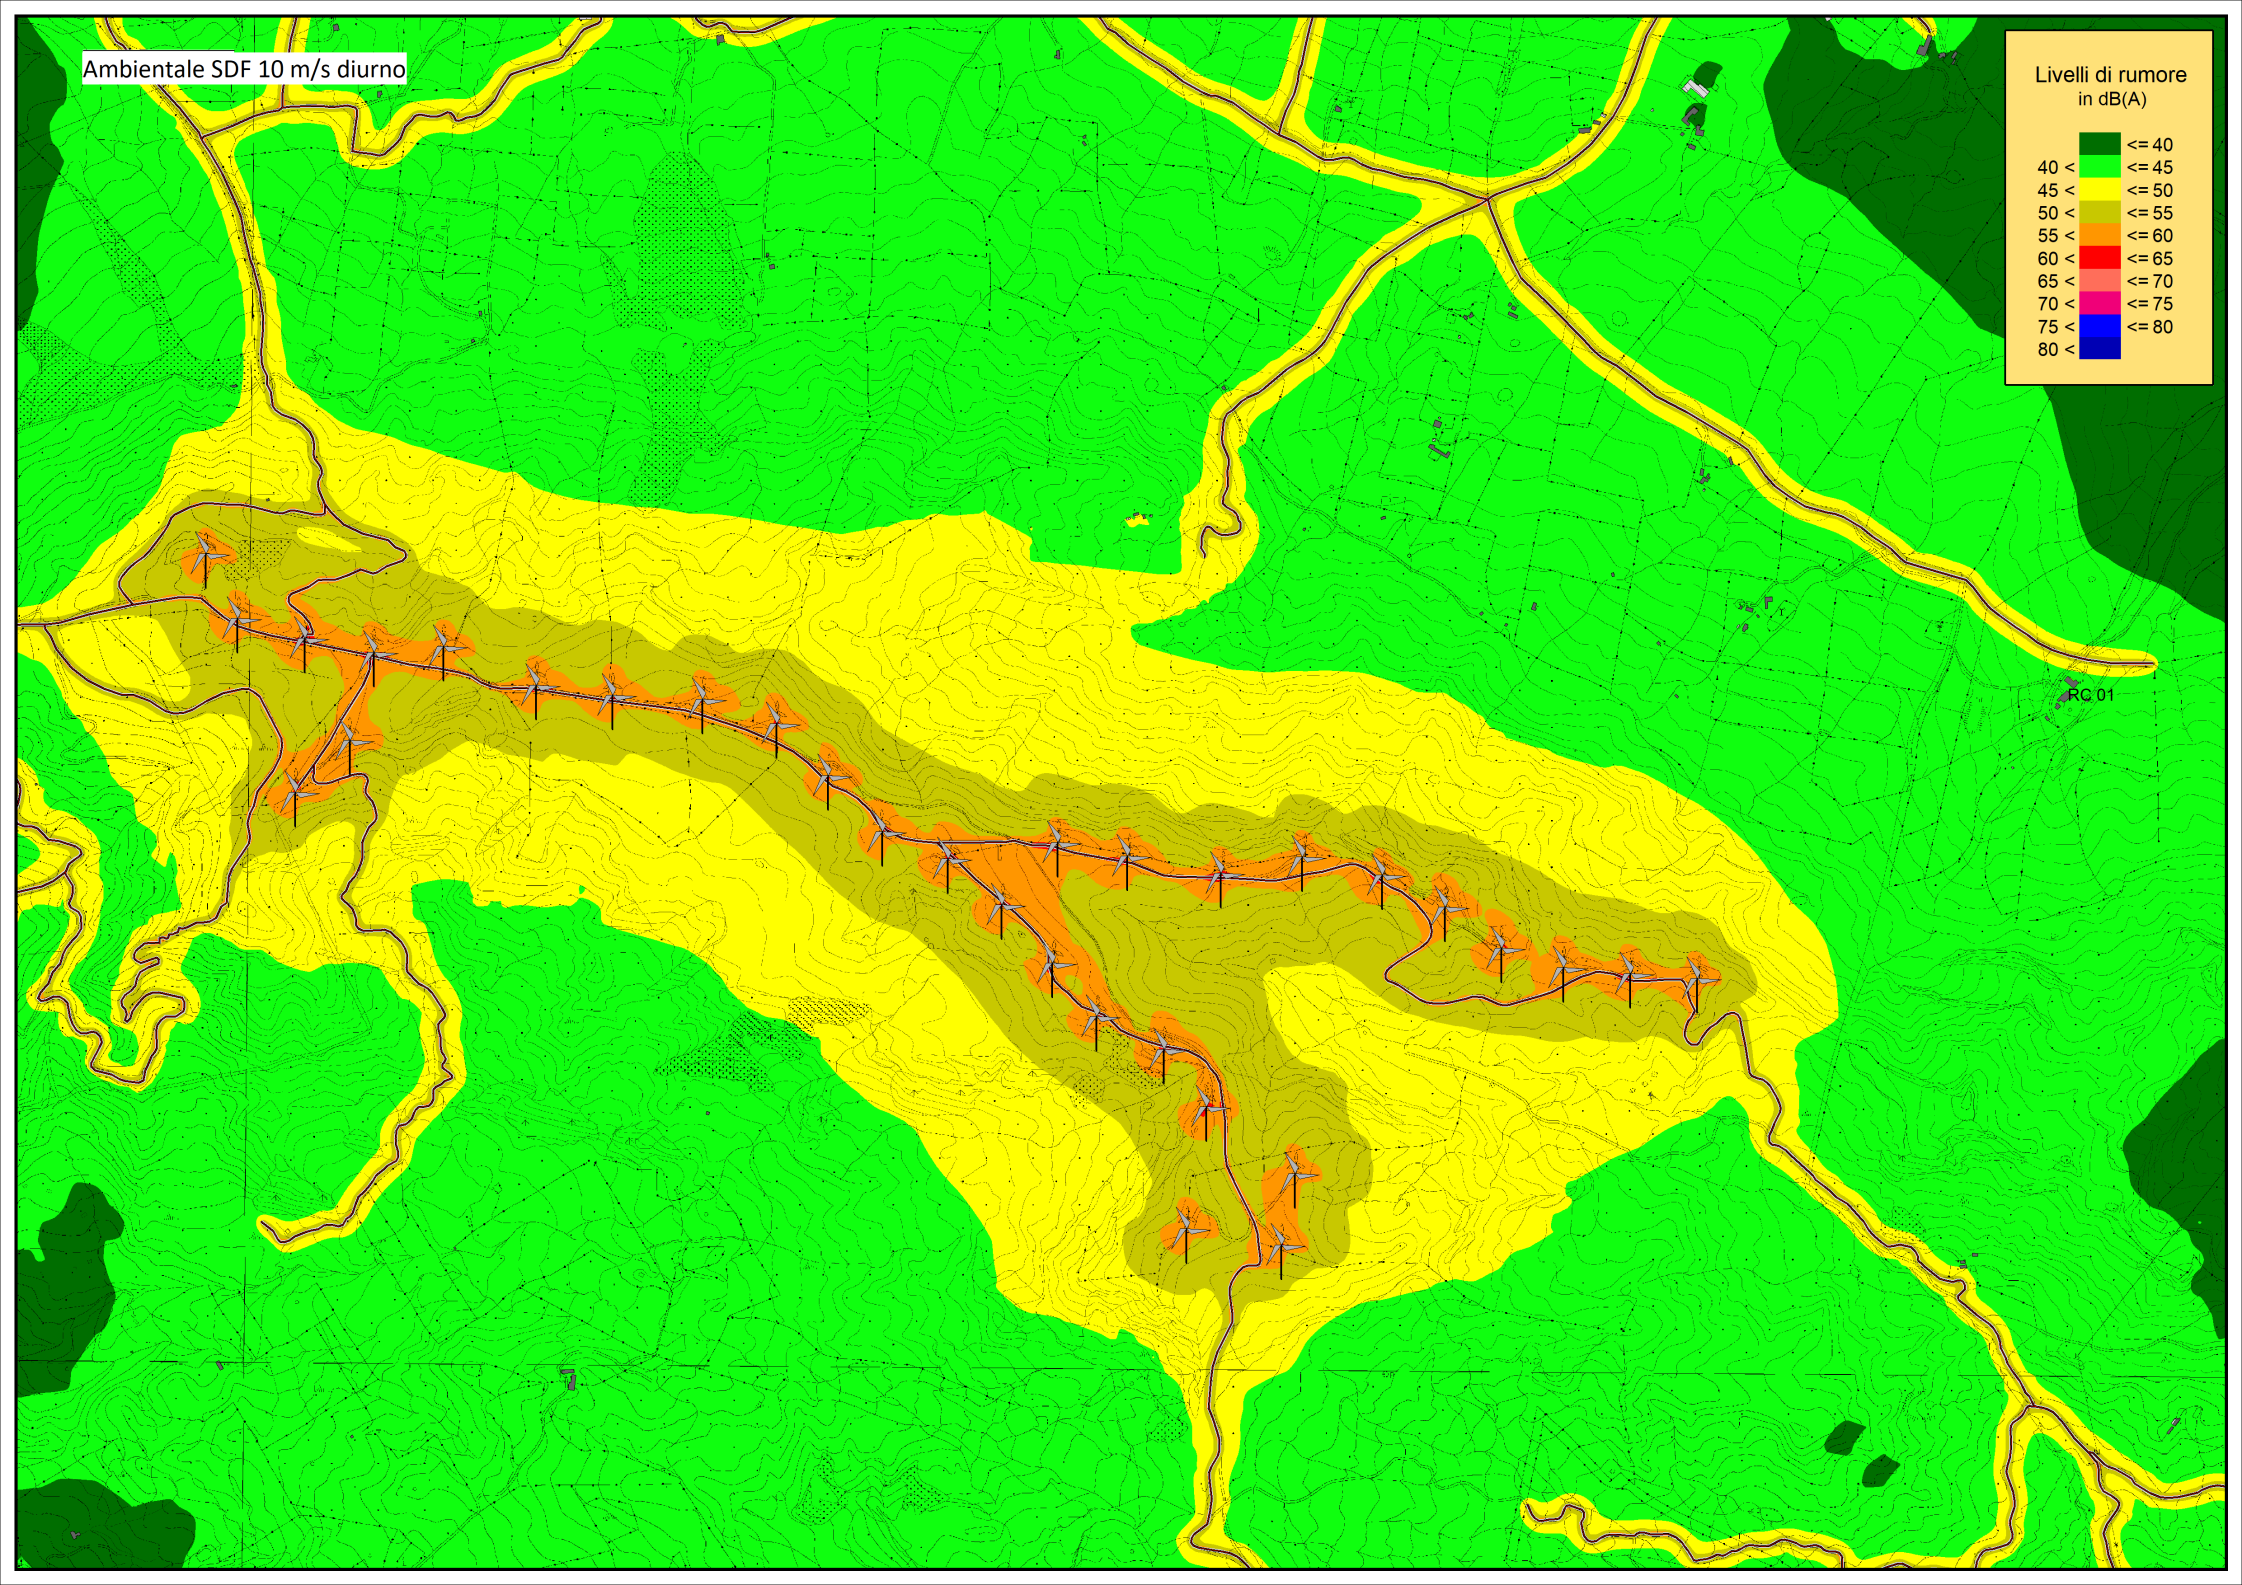 Ambientale SDF 10 m/s diurno
Livelli di rumore
in dB(A)
<= 40
40 < <= 45
45 < <= 50
50 < <= 55
55 < <= 60
60 < <= 65
65 < <= 70
70 < <= 75
75 < <= 80
80 <
RC 01